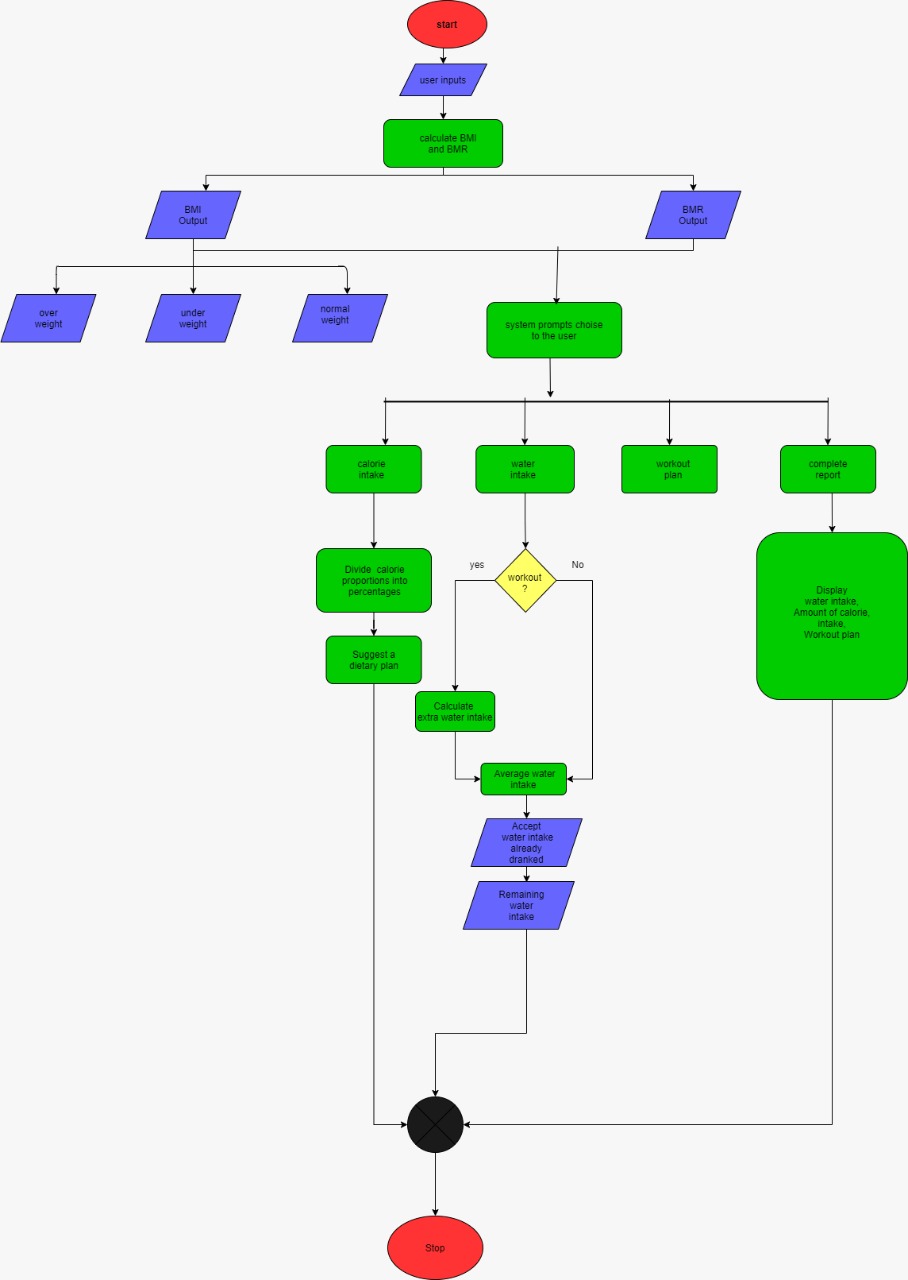 start
user inputs
calculate BMI
and BMR
BMI
Output
BMR
Output
over
weight
under
weight
normal
weight
system prompts choise
to the user
calorie
intake
water
intake
workout
plan
complete
report
Divide calorie
proportions into
percentages
yes
workout
?
No
Display
water intake,
Amount of calorie,
intake,
Workout plan
Suggest a
dietary plan
Calculate
extra water intake
Average water
intake
Accept
water intake
already
dranked
Remaining
water
intake
Stop